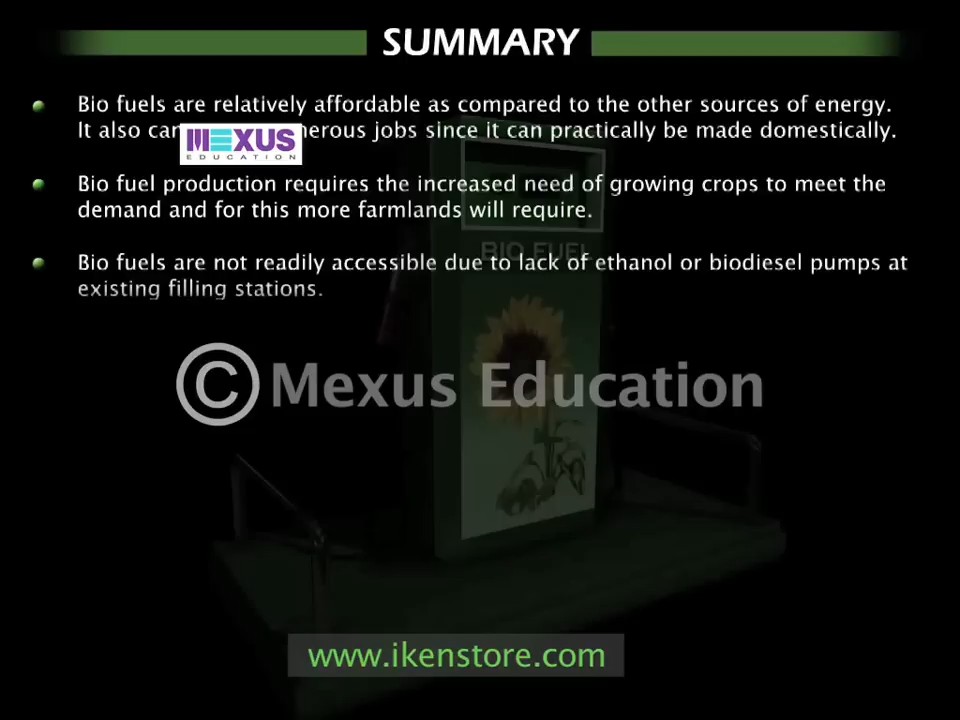 SUMMARY
Bio fuels are relatively affordable as compared to the other sources of energy.
It also can erous jobs since it can practically be made domestically.
MEXUS
EDUCATION
Bio fuel production requires the increased need of growing crops to meet the
demand and for this more farmlands will require.
BIO FUEL
Bio fuels are not readily accessible due to lack of ethanol or biodiesel pumps at
existing filling stations.
© Mexus Education
www.ikenstore.com